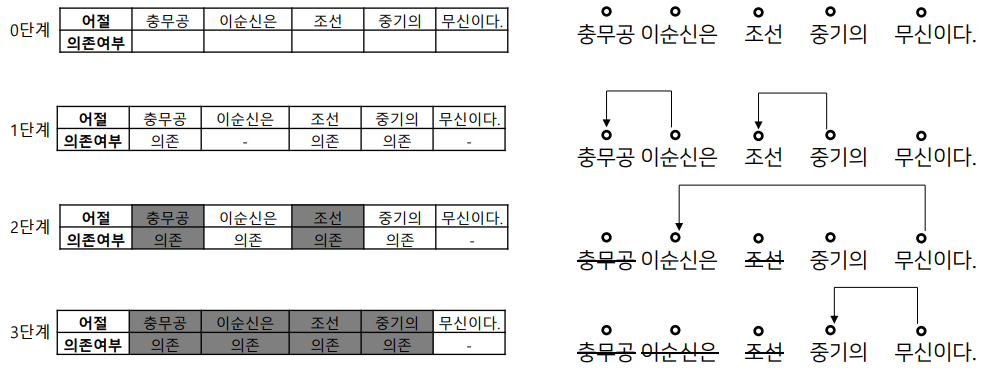 0단계 어절 충무공 이순신은 조선 중기의 무신이다.
의존여부
충무공 이순신은 조선 중기의 무신이다.
1단계 어절 충무공 이순신은 조선 중기의 무신이다.
의존여부 의존 - 의존 의존 -
충무공 이순신은 조선 중기의 무신이다.
2단계 어절 충무공 이순신은 조선 중기의 무신이다.
의존여부 의존 의존 의존 의존 -
충무공 이순신은 조선 중기의 무신이다.
3단계 어절 충무공 이순신은 조선 중기의 무신이다.
의존여부 의존 의존 의존 의존 -
충무공 이순신은 조선 중기의 무신이다.